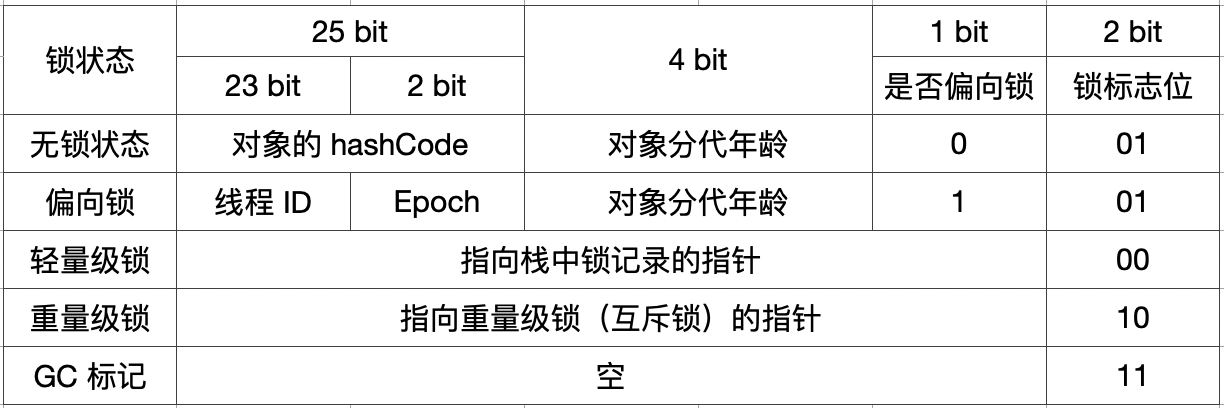 锁状态
25 bit
4 bit
1 bit
2 bit
23 bit
2 bit
是否偏向锁
锁标志位
无锁状态
对象的 hashCode
对象分代年龄
0
01
偏向锁
线程 ID
Epoch
对象分代年龄
1
01
轻量级锁
指向栈中锁记录的指针
00
重量级锁
指向重量级锁（互斥锁）的指针
10
GC 标记
空
11